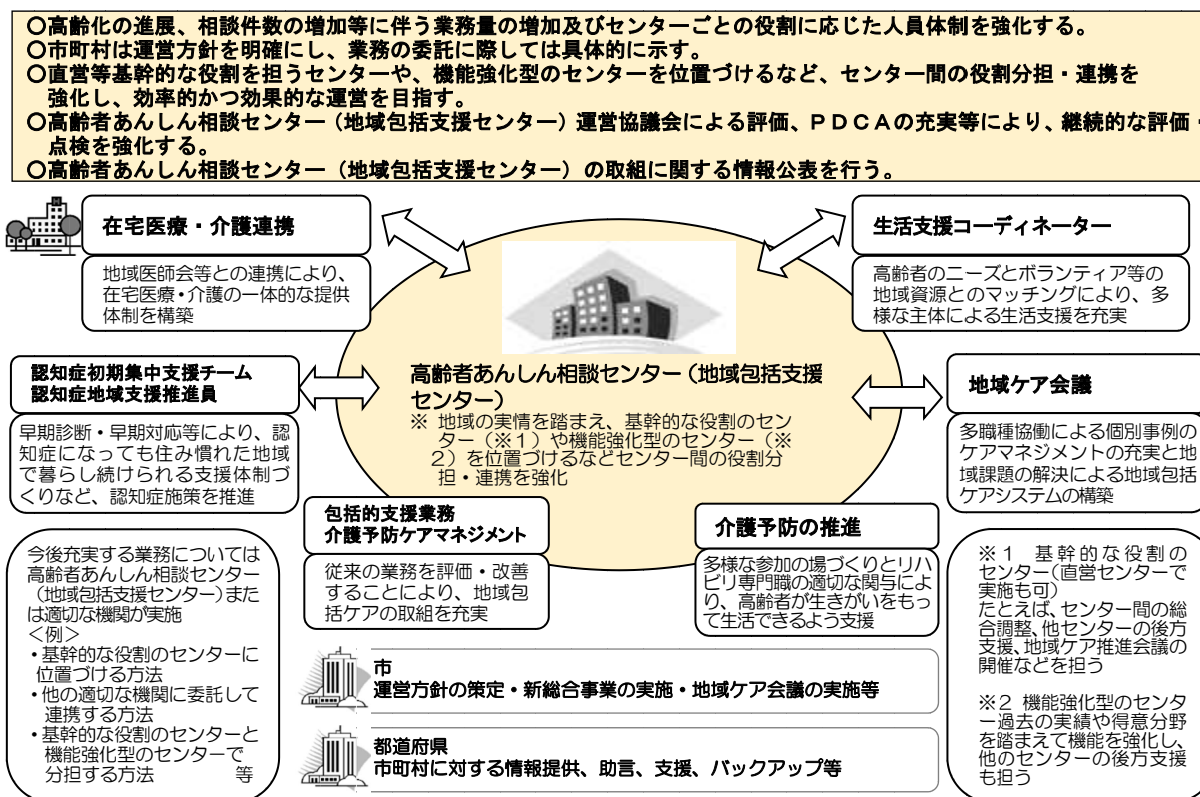 ○高齢化の進展、相談件数の増加等に伴う業務量の増加及びセンターごとの役割に応じた人員体制を強化する。
○市町村は運営方針を明確にし、業務の委託に際しては具体的に示す。
○直営等基幹的な役割を担うセンターや、機能強化型のセンターを位置づけるなど、センター間の役割分担・連携を
強化し、効率的かつ効果的な運営を目指す。
○高齢者あんしん相談センター（地域包括支援センター）運営協議会による評価、ＰＤＣＡの充実等により、継続的な評価・
点検を強化する。
○高齢者あんしん相談センター（地域包括支援センター）の取組に関する情報公表を行う。
在宅医療・介護連携
地域医師会等との連携により、
在宅医療・介護の一体的な提供
体制を構築
生活支援コーディネーター
高齢者のニーズとボランティア等の
地域資源とのマッチングにより、多
様な主体による生活支援を充実
認知症初期集中支援チーム
認知症地域支援推進員
早期診断・早期対応等により、認
知症になっても住み慣れた地域
で暮らし続けられる支援体制づ
くりなど、認知症施策を推進
高齢者あんしん相談センター（地域包括支援
センター）
※ 地域の実情を踏まえ、基幹的な役割のセン
ター（※１）や機能強化型のセンター（※
２）を位置づけるなどセンター間の役割分
担・連携を強化
地域ケア会議
多職種協働による個別事例の
ケアマネジメントの充実と地
域課題の解決による地域包括
ケアシステムの構築
包括的支援業務
介護予防ケアマネジメント
従来の業務を評価・改善
することにより、地域包
括ケアの取組を充実
介護予防の推進
多様な参加の場づくりとリハ
ビリ専門職の適切な関与によ
り、高齢者が生きがいをもっ
て生活できるよう支援
今後充実する業務については
高齢者あんしん相談センター
（地域包括支援センター）また
は適切な機関が実施
＜例＞
・基幹的な役割のセンターに
位置づける方法
・他の適切な機関に委託して
連携する方法
・基幹的な役割のセンターと
機能強化型のセンターで
分担する方法 等
※１ 基幹的な役割の
センター（直営センターで
実施も可）
たとえば、センター間の総
合調整、他センターの後方
支援、地域ケア推進会議の
開催などを担う
※２ 機能強化型のセンタ
ー過去の実績や得意分野
を踏まえて機能を強化し、
他のセンターの後方支援
も担う
市
運営方針の策定・新総合事業の実施・地域ケア会議の実施等
都道府県
市町村に対する情報提供、助言、支援、バックアップ等